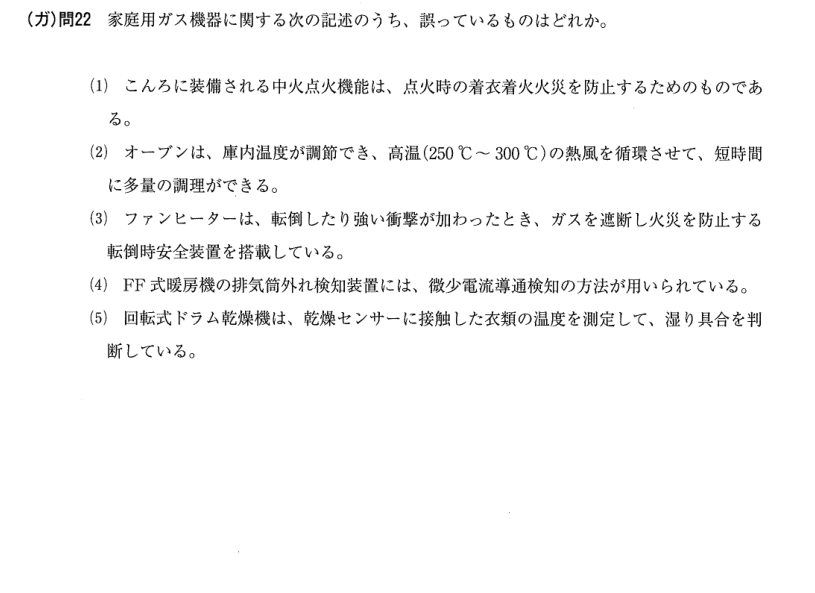 (ガ)問22 家庭用ガス機器に関する次の記述のうち、誤っているものはどれか。
(1) こんろに装備される中火点火機能は、点火時の着衣着火火災を防止するためのものであ
る。
(2) オーブンは、庫内温度が調節でき、高温(250 ℃～ 300 ℃)の熱風を循環させて、短時間
に多量の調理ができる。
(3) ファンヒーターは、転倒したり強い衝撃が加わったとき、ガスを遮断し火災を防止する
転倒時安全装置を搭載している。
(4) FF 式暖房機の排気筒外れ検知装置には、微少電流導通検知の方法が用いられている。
(5) 回転式ドラム乾燥機は、乾燥センサーに接触した衣類の温度を測定して、湿り具合を判
断している。